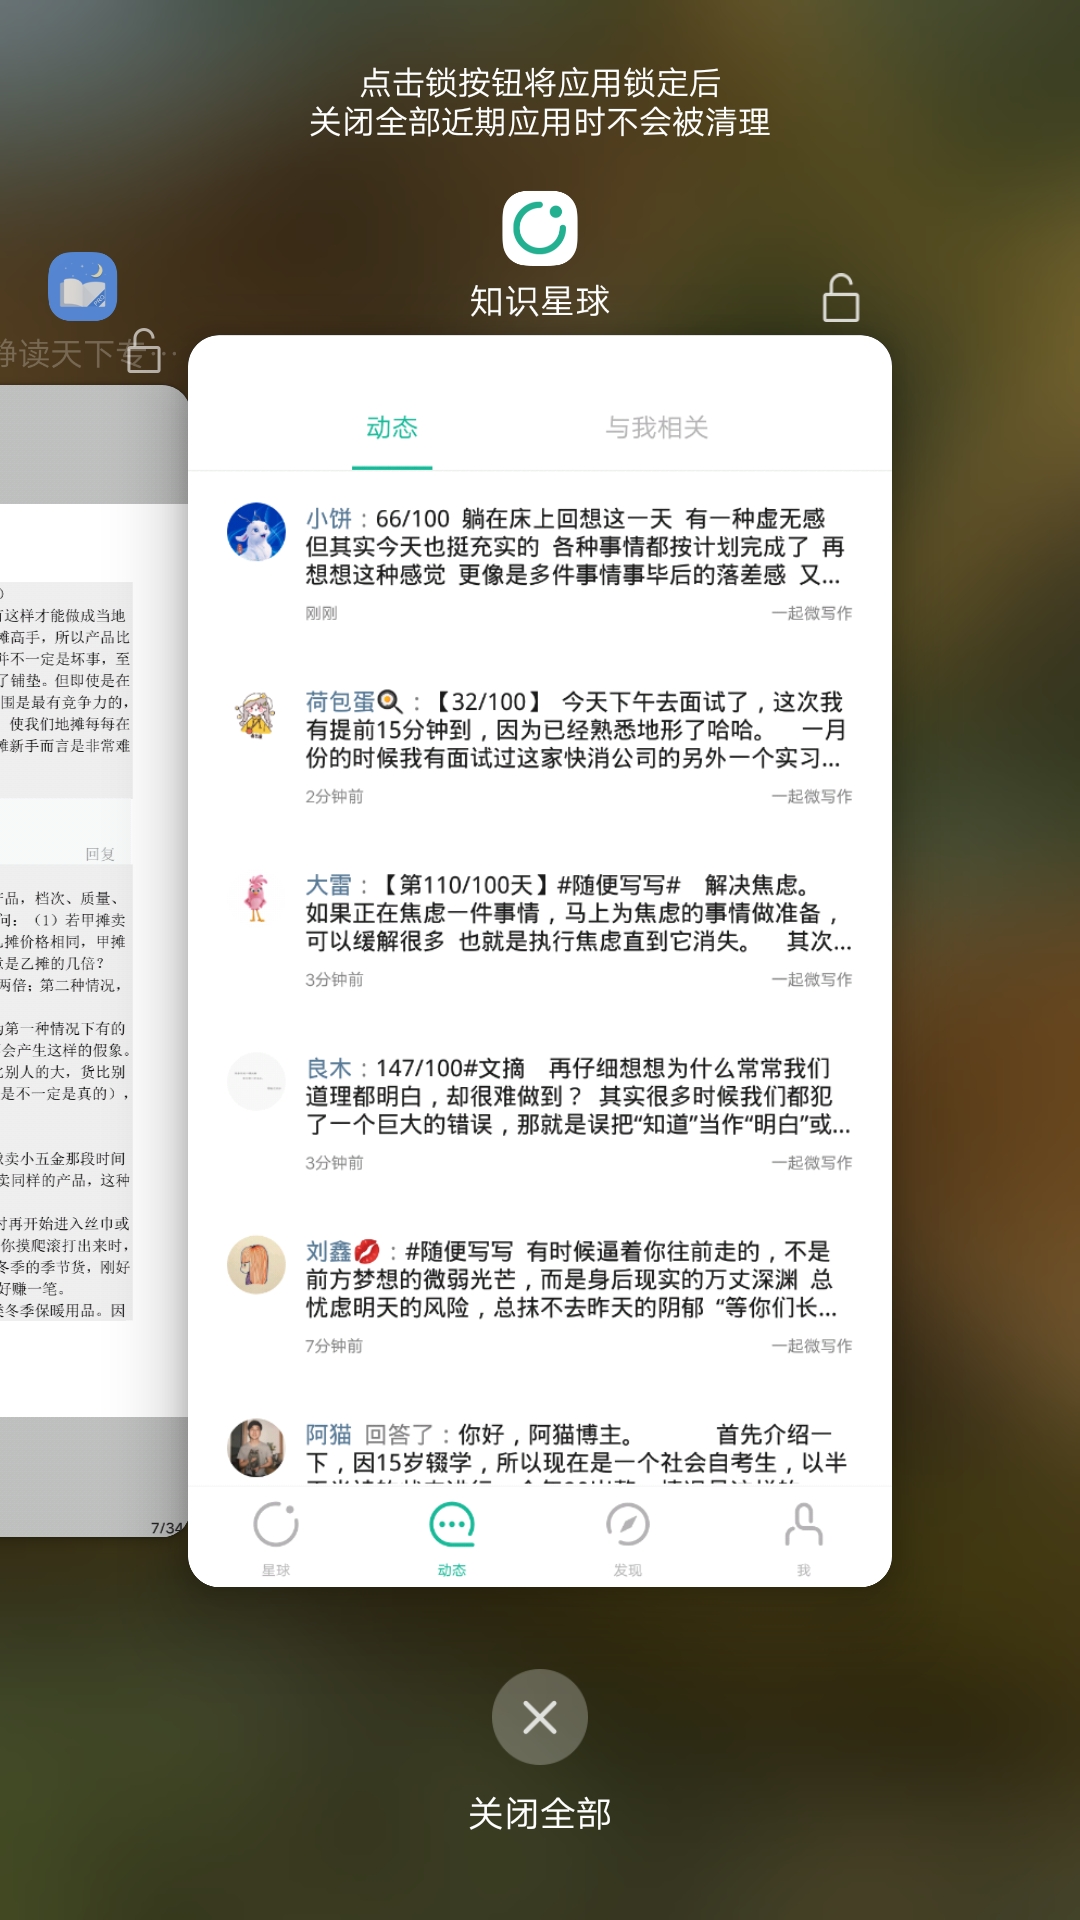 点击锁按钮将应用锁定后
关闭全部近期应用时不会被清理
知识星球
静读天下专…
动态
与我相关
小饼：66/100 躺在床上回想这一天 有一种虚无感
但其实今天也挺充实的 各种事情都按计划完成了 再
想想这种感觉 更像是多件事情事毕后的落差感 又...
刚刚
一起微写作
荷包蛋🍳：【32/100】 今天下午去面试了，这次我
有提前15分钟到，因为已经熟悉地形了哈哈。 一月
份的时候我有面试过这家快消公司的另外一个实习...
2分钟前
一起微写作
大雷：【第110/100天】#随便写写# 解决焦虑。
如果正在焦虑一件事情，马上为焦虑的事情做准备，
可以缓解很多 也就是执行焦虑直到它消失。 其次...
3分钟前
一起微写作
良木：147/100#文摘 再仔细想想为什么常常我们
道理都明白，却很难做到？ 其实很多时候我们都犯
了一个巨大的错误，那就是误把“知道”当作“明白”或...
3分钟前
一起微写作
刘鑫💋：#随便写写 有时候逼着你往前走的，不是
前方梦想的微弱光芒，而是身后现实的万丈深渊 总
忧虑明天的风险，总抹不去昨天的阴郁 “等你们长...
7分钟前
一起微写作
阿猫 回答了：你好，阿猫博主。 首先介绍一
下，因15岁辍学，所以现在是一个社会自考生，以半
星球
动态
发现
我
有这样才能做成当地
摊高手，所以产品比
并不一定是坏事，至
了铺垫。但即使是在
围是最有竞争力的，
使我们地摊每每在
摊新手而言是非常难
回复
产品，档次、质量、
问：（1）若甲摊卖
乙摊价格相同，甲摊
意是乙摊的几倍？
两倍；第二种情况，
为第一种情况下有的
会产生这样的假象。
比别人的大，货比别
是不一定是真的），
卖小五金那段时间
卖同样的产品，这种
时再开始进入丝巾或
你摸爬滚打出来时，
冬季的季节货，刚好
好赚一笔。
类冬季保暖用品。因
7/34
关闭全部